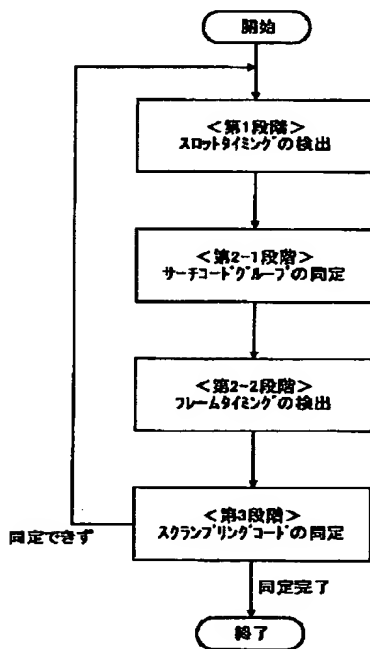 開始
<第1段階>
スロットタイミングの検出
<第2-1段階>
サーチコードグループの同定
<第2-2段階>
フレームタイミングの検出
<第3段階>
スクランブリングコードの同定
同定できず
同定完了
終了